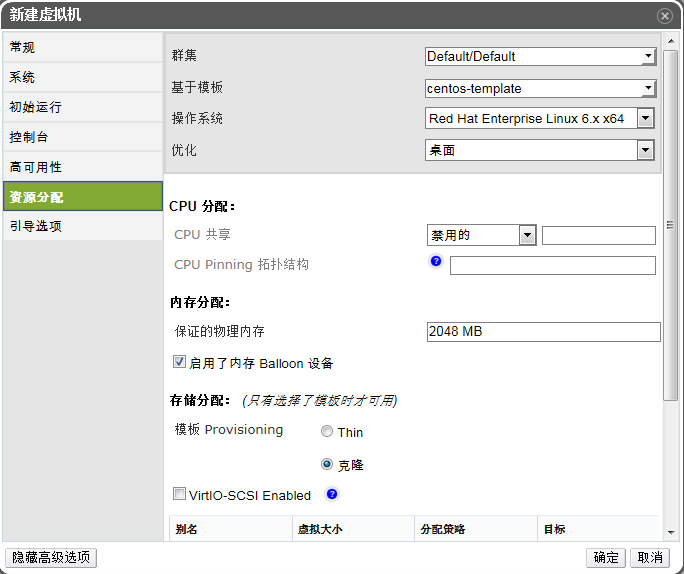 新建虚拟机
常规
系统
初始运行
控制台
高可用性
资源分配
引导选项
群集 Default/Default
基于模板 centos-template
操作系统 Red Hat Enterprise Linux 6.x x64
优化 桌面
CPU 分配：
CPU 共享 禁用的
CPU Pinning 拓扑结构 ?
内存分配：
保证的物理内存 2048 MB
启用了内存 Balloon 设备
存储分配： (只有选择了模板时才可用)
模板 Provisioning Thin
克隆
VirtIO-SCSI Enabled ?
别名 虚拟大小 分配策略 目标
隐藏高级选项 确定 取消